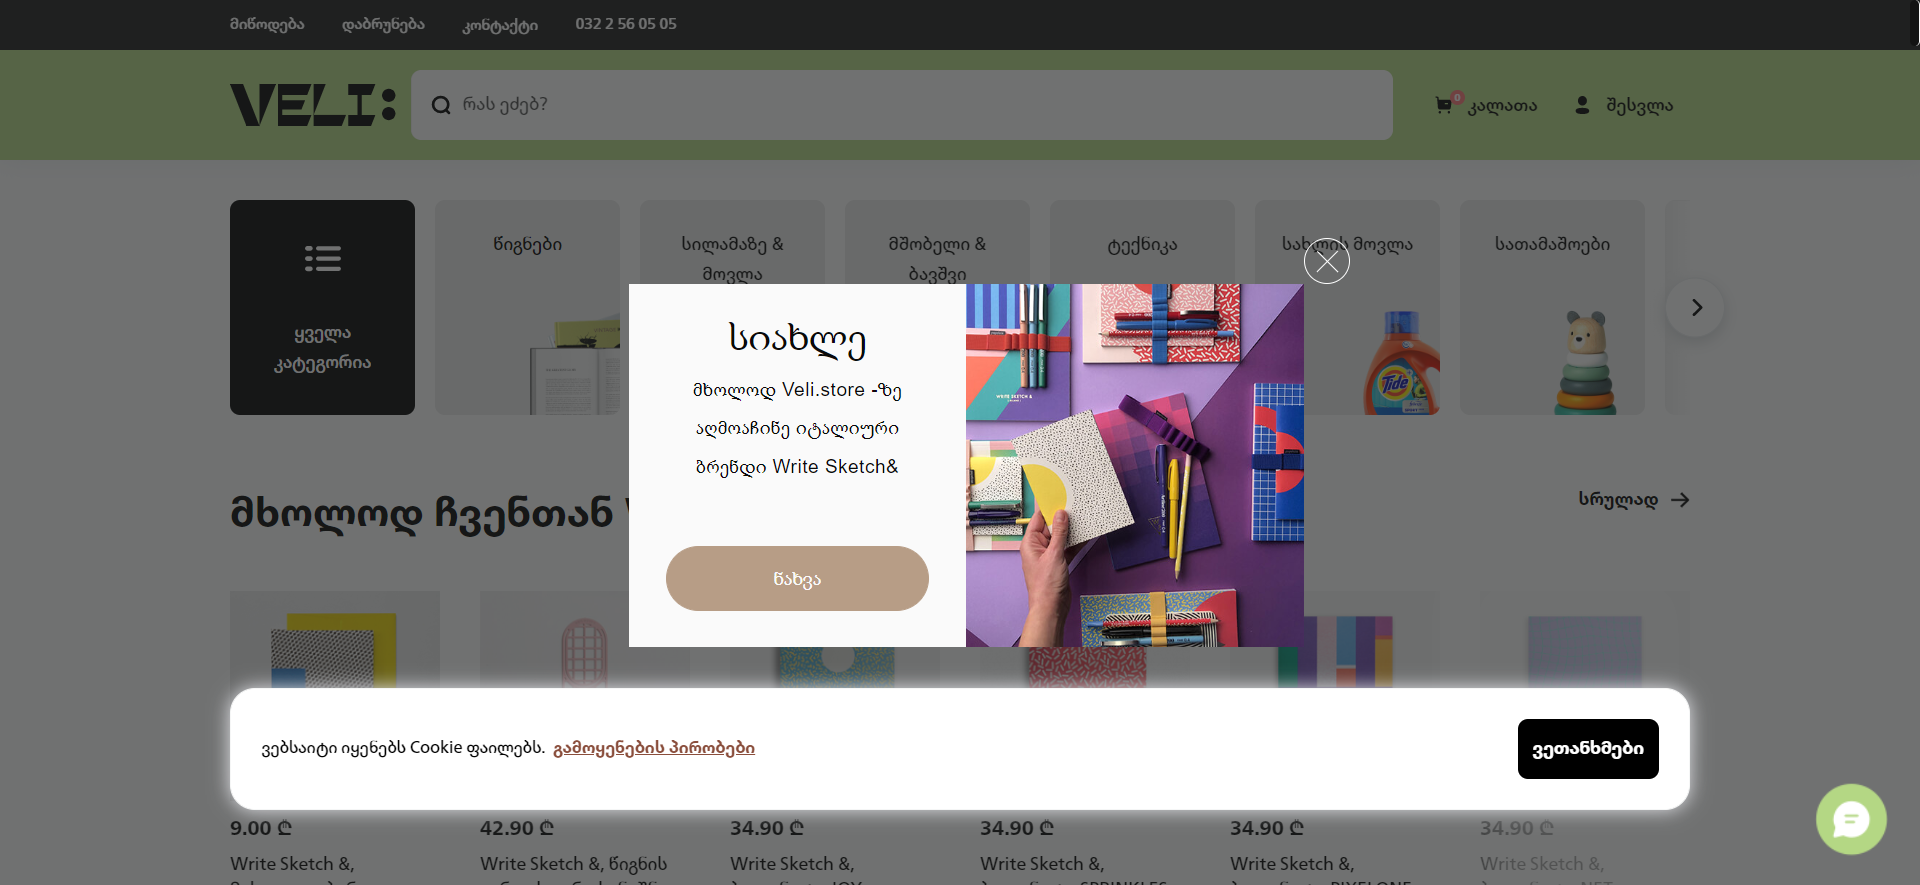 მიწოდება
დაბრუნება
კონტაქტი
032 2 56 05 05
VELI:
რას ეძებ?
0
კალათა
შესვლა
ყველა
კატეგორია
წიგნები
სილამაზე &
მოვლა
მშობელი &
ბავშვი
ტექნიკა
სახლის მოვლა
სათამაშოები
Tide
სიახლე
მხოლოდ Veli.store -ზე
აღმოაჩინე იტალიური
ბრენდი Write Sketch&
ნახვა
WRITE SKETCH &
მხოლოდ ჩვენთან
სრულად
ვებსაიტი იყენებს Cookie ფაილებს. გამოყენების პირობები
ვეთანხმები
9.00 ₾
42.90 ₾
34.90 ₾
34.90 ₾
34.90 ₾
34.90 ₾
Write Sketch &,
Write Sketch &, წიგნის
Write Sketch &,
Write Sketch &,
Write Sketch &,
Write Sketch &,